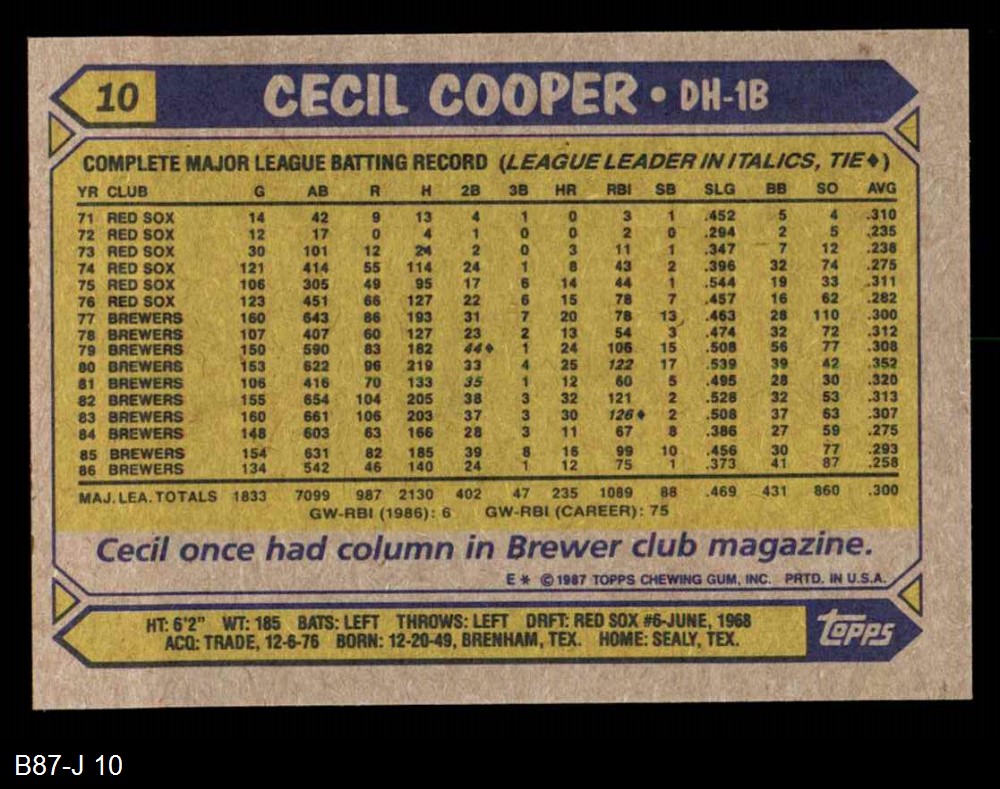 10 CECIL COOPER • DH-1B
COMPLETE MAJOR LEAGUE BATTING RECORD (LEAGUE LEADER IN ITALICS, TIE♦)
YR CLUB G AB R H 2B 3B HR RBI SB SLG BB SO AVG
71 RED SOX 14 42 9 13 4 1 0 3 1 .452 5 4 .310
72 RED SOX 12 17 0 4 1 0 0 2 0 .294 2 5 .235
73 RED SOX 30 101 12 24 2 0 3 11 1 .347 7 12 .238
74 RED SOX 121 414 55 114 24 1 8 43 2 .396 32 74 .275
75 RED SOX 106 305 49 95 17 6 14 44 1 .544 19 33 .311
76 RED SOX 123 451 66 127 22 6 15 78 7 .457 16 62 .282
77 BREWERS 160 643 86 193 31 7 20 78 13 .463 28 110 .300
78 BREWERS 107 407 60 127 23 2 13 54 3 .474 32 72 .312
79 BREWERS 150 590 83 182 44♦ 1 24 106 15 .508 56 77 .308
80 BREWERS 153 622 96 219 33 4 25 122 17 .539 39 42 .352
81 BREWERS 106 416 70 133 35 1 12 60 5 .495 28 30 .320
82 BREWERS 155 654 104 205 38 3 32 121 2 .528 32 53 .313
83 BREWERS 160 661 106 203 37 3 30 126♦ 2 .508 37 63 .307
84 BREWERS 148 603 63 166 28 3 11 67 8 .386 27 59 .275
85 BREWERS 154 631 82 185 39 8 16 99 10 .456 30 77 .293
86 BREWERS 134 542 46 140 24 1 12 75 1 .373 41 87 .258
MAJ. LEA. TOTALS 1833 7099 987 2130 402 47 235 1089 88 .469 431 860 .300
GW-RBI (1986): 6 GW-RBI (CAREER): 75
Cecil once had column in Brewer club magazine.
E* ©1987 TOPPS CHEWING GUM, INC. PRTD. IN U.S.A.
HT: 6'2" WT: 185 BATS: LEFT THROWS: LEFT DRFT: RED SOX #6-JUNE, 1968
ACQ: TRADE, 12-6-76 BORN: 12-20-49, BRENHAM, TEX. HOME: SEALY, TEX.
TOPPS
B87-J 10